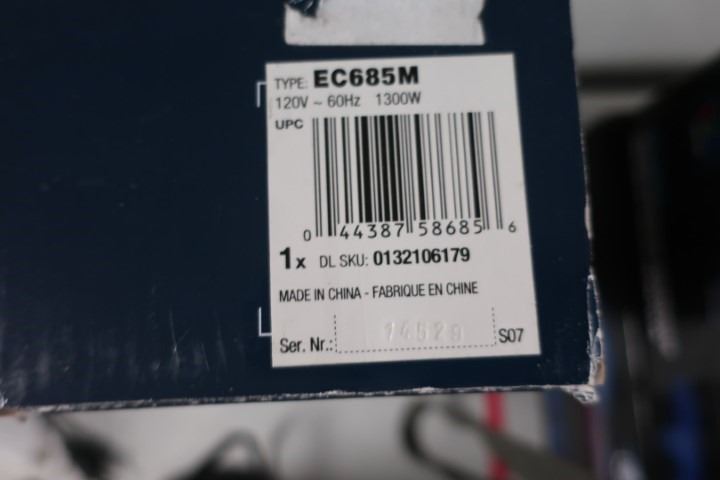 TYPE: EC685M
120V ~ 60Hz 1300W
UPC
0 44387 58685 6
1x DL SKU: 0132106179
MADE IN CHINA - FABRIQUE EN CHINE
Ser. Nr.: 74529 S07